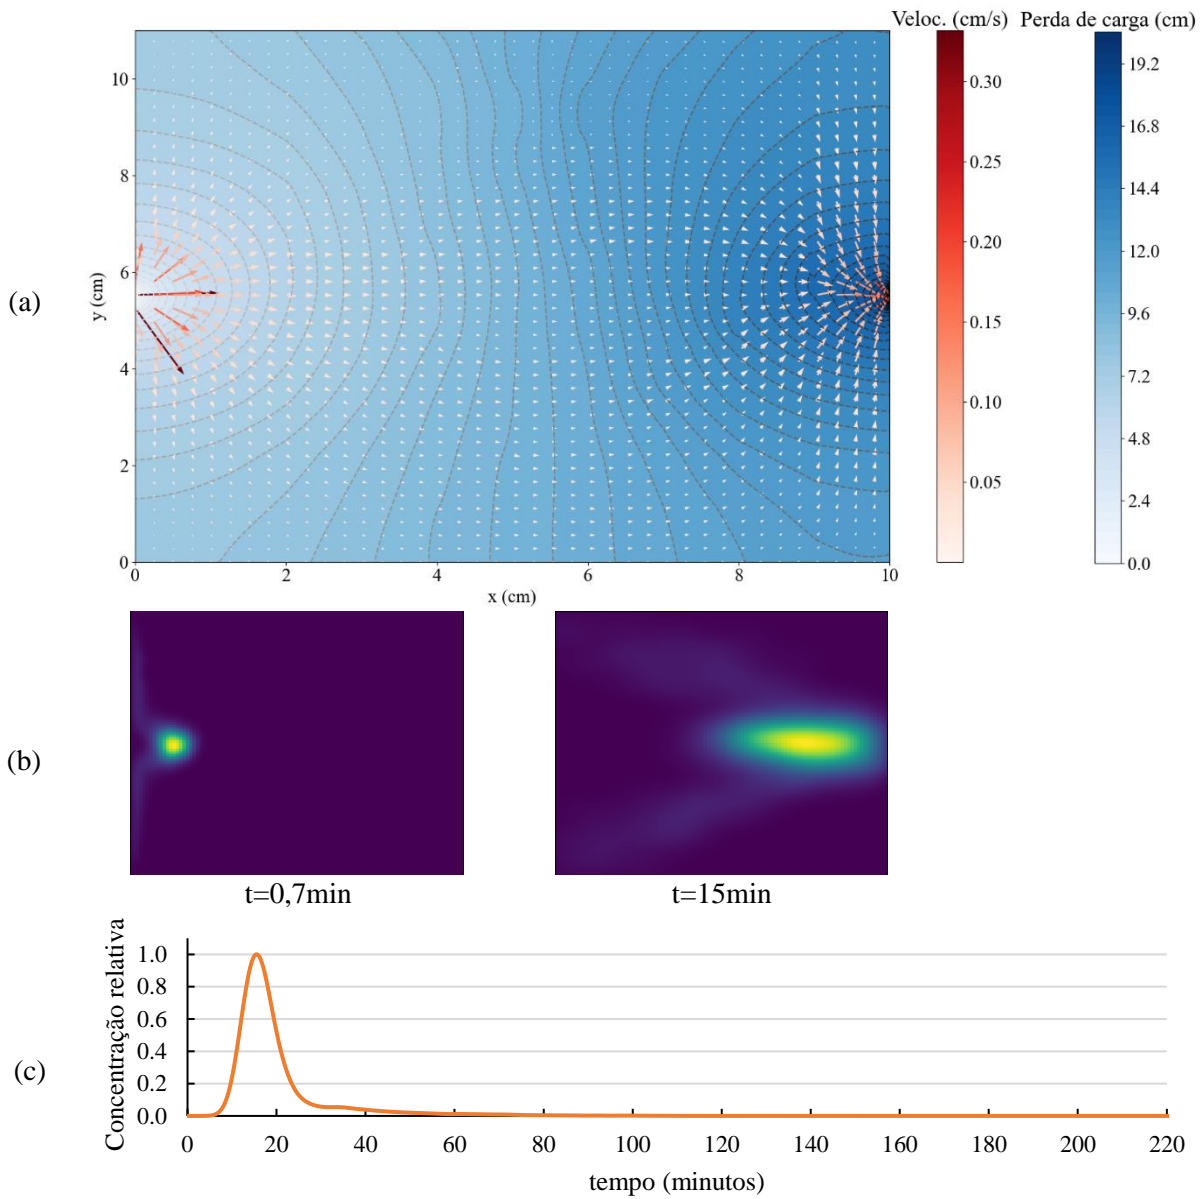 Veloc. (cm/s) Perda de carga (cm)
10
8
6
4
2
0
y (cm)
0 2 4 6 8 10
x (cm)
0.30
0.25
0.20
0.15
0.10
0.05
19.2
16.8
14.4
12.0
9.6
7.2
4.8
2.4
0.0
(a)
(b)
t=0,7min t=15min
(c)
Concentração relativa
1.0
0.8
0.6
0.4
0.2
0.0
0 20 40 60 80 100 120 140 160 180 200 220
tempo (minutos)